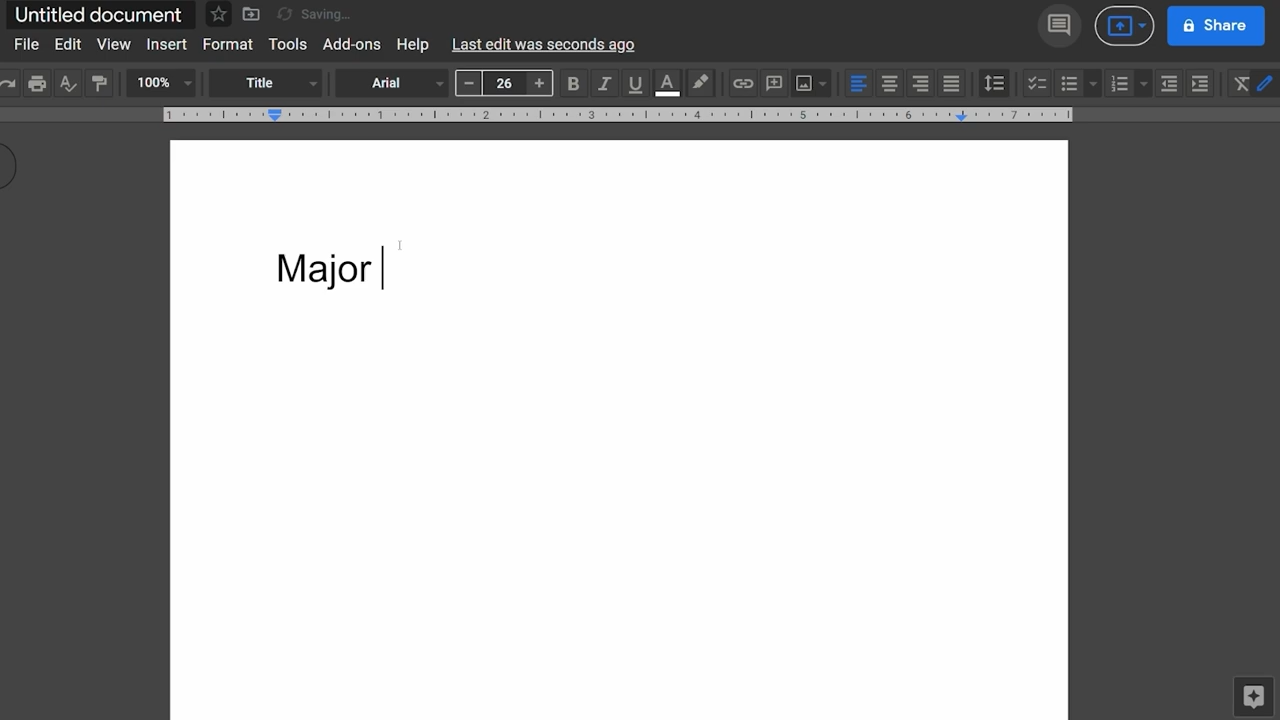 Untitled document Saving...
File Edit View Insert Format Tools Add-ons Help Last edit was seconds ago Share
100% Title Arial 26 B I U A
1 1 2 3 4 5 6 7
Major